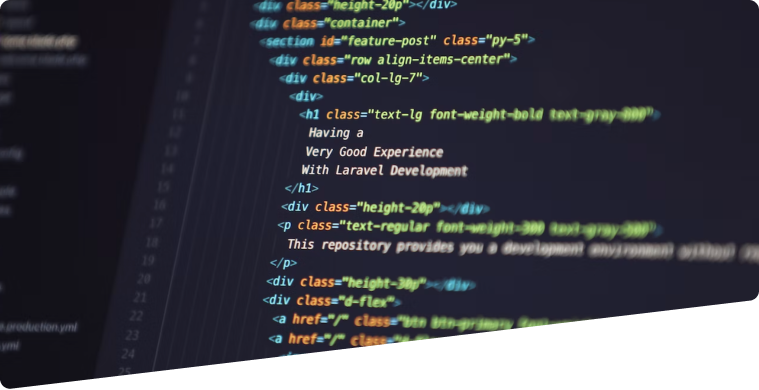 <div class="height-20p"></div>
<div class="container">
<section id="feature-post" class="py-5">
<div class="row align-items-center">
<div class="col-lg-7">
10 <div>
11 <h1 class="text-lg font-weight-bold text-gray-800">
12 Having a
13 Very Good Experience
14 With Laravel Development
15 </h1>
16 <div class="height-20p"></div>
17 <p class="text-regular font-weight-300 text-gray-500">
18 This repository provides you a development environment without
19 </p>
20 <div class="height-30p"></div>
21 <div class="d-flex">
22 <a href="/" class="btn btn-primary
23 <a href="/" class=
24
25
.production.yml
.yml